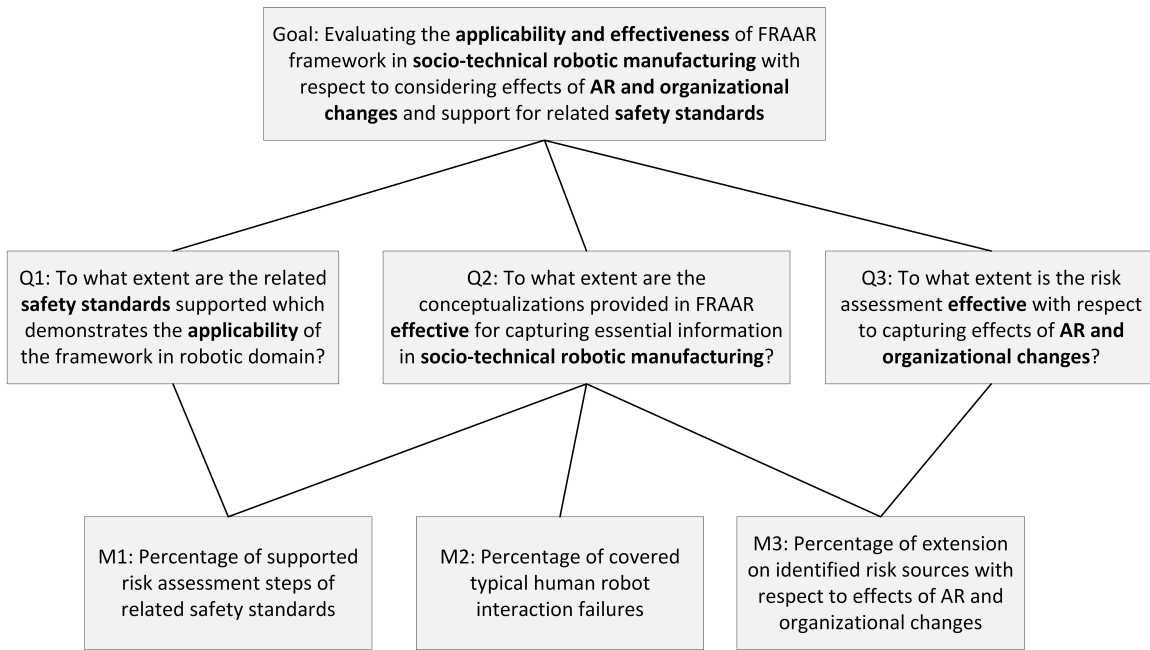 Goal: Evaluating the applicability and effectiveness of FRAAR
framework in socio-technical robotic manufacturing with
respect to considering effects of AR and organizational
changes and support for related safety standards
Q1: To what extent are the related
safety standards supported which
demonstrates the applicability of
the framework in robotic domain?
Q2: To what extent are the
conceptualizations provided in FRAAR
effective for capturing essential information
in socio-technical robotic manufacturing?
Q3: To what extent is the risk
assessment effective with respect
to capturing effects of AR and
organizational changes?
M1: Percentage of supported
risk assessment steps of
related safety standards
M2: Percentage of covered
typical human robot
interaction failures
M3: Percentage of extension
on identified risk sources with
respect to effects of AR and
organizational changes